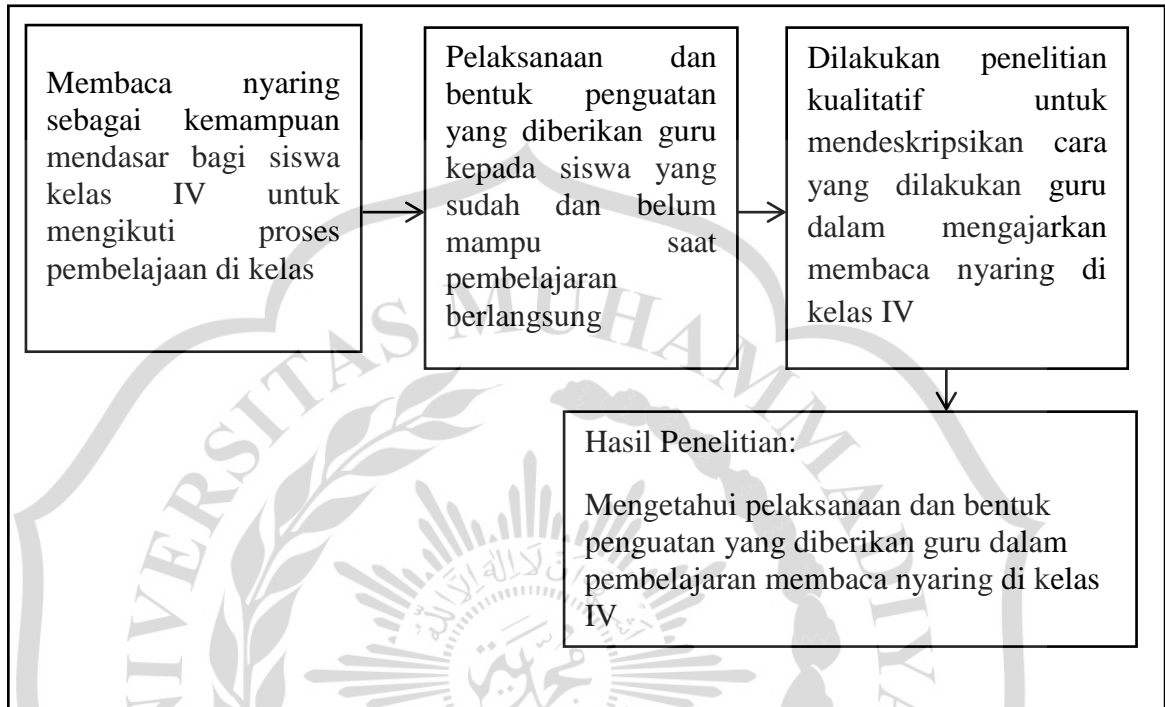 Membaca nyaring
sebagai kemampuan
mendasar bagi siswa
kelas IV untuk
mengikuti proses
pembelajaan di kelas
Pelaksanaan dan
bentuk penguatan
yang diberikan guru
kepada siswa yang
sudah dan belum
mampu saat
pembelajaran
berlangsung
Dilakukan penelitian
kualitatif untuk
mendeskripsikan cara
yang dilakukan guru
dalam mengajarkan
membaca nyaring di
kelas IV
Hasil Penelitian:
Mengetahui pelaksanaan dan bentuk
penguatan yang diberikan guru dalam
pembelajaran membaca nyaring di kelas
IV
UNIVERSITAS MUHAMMADIYA